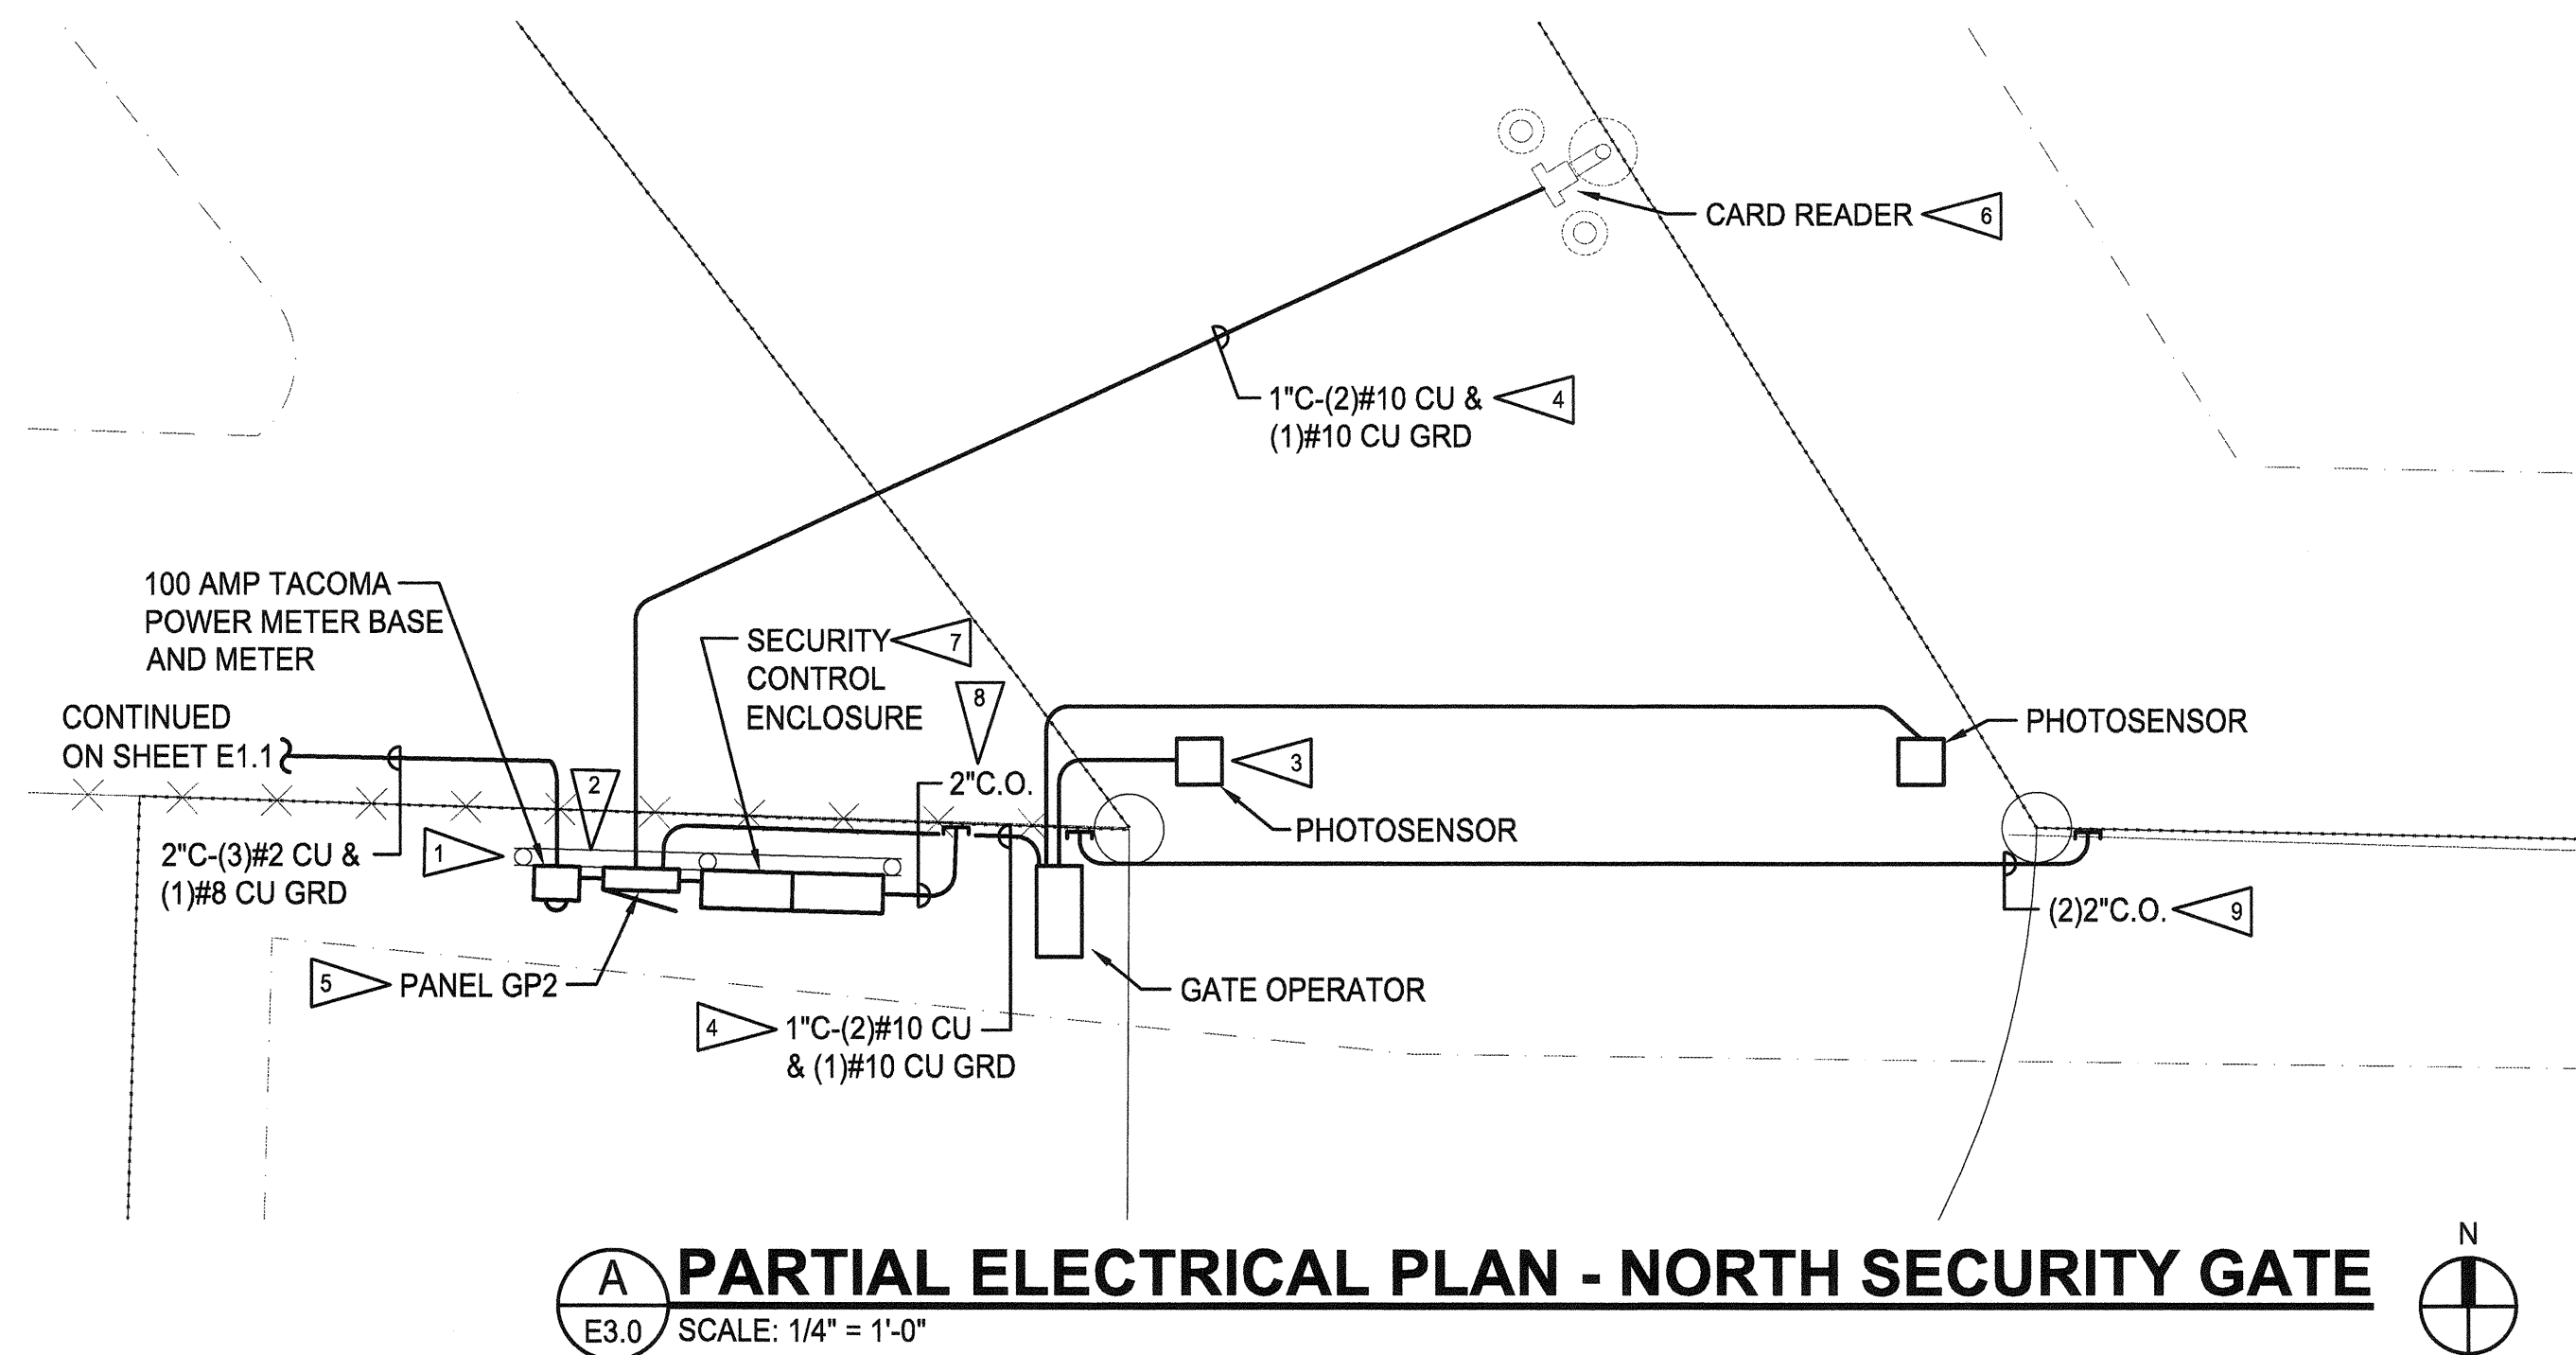 CARD READER 6
1"C-(2)#10 CU & 4
(1)#10 CU GRD
100 AMP TACOMA
POWER METER BASE
AND METER
SECURITY 7
CONTROL
ENCLOSURE
8
CONTINUED
ON SHEET E1.1
2
2"C.O.
3
PHOTOSENSOR
PHOTOSENSOR
2"C-(3)#2 CU &
(1)#8 CU GRD
1
(2)2"C.O. 9
5 PANEL GP2
GATE OPERATOR
4 1"C-(2)#10 CU
& (1)#10 CU GRD
N
A
E3.0
PARTIAL ELECTRICAL PLAN - NORTH SECURITY GATE
SCALE: 1/4" = 1'-0"